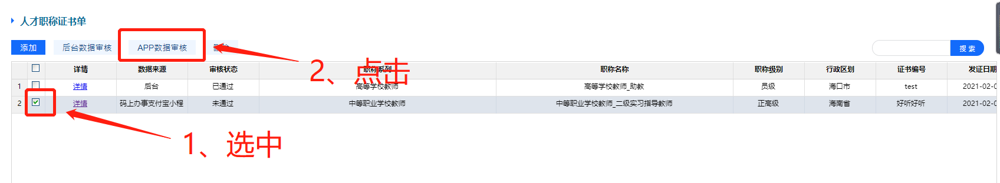 人才职称证书单
添加 后台数据审核 APP数据审核 搜 索
详情 数据来源 审核状态 职称系列 职称名称 职称级别 行政区划 证书编号 发证日期
2、点击
1 详情 后台 已通过 高等学校教师 高等学校教师_助教 员级 海口市 test 2021-02-0
2 详情 码上办事支付宝小程 未通过 中等职业学校教师 中等职业学校教师_二级实习指导教师 正高级 海南省 好听好听 2021-02-0
1、选中